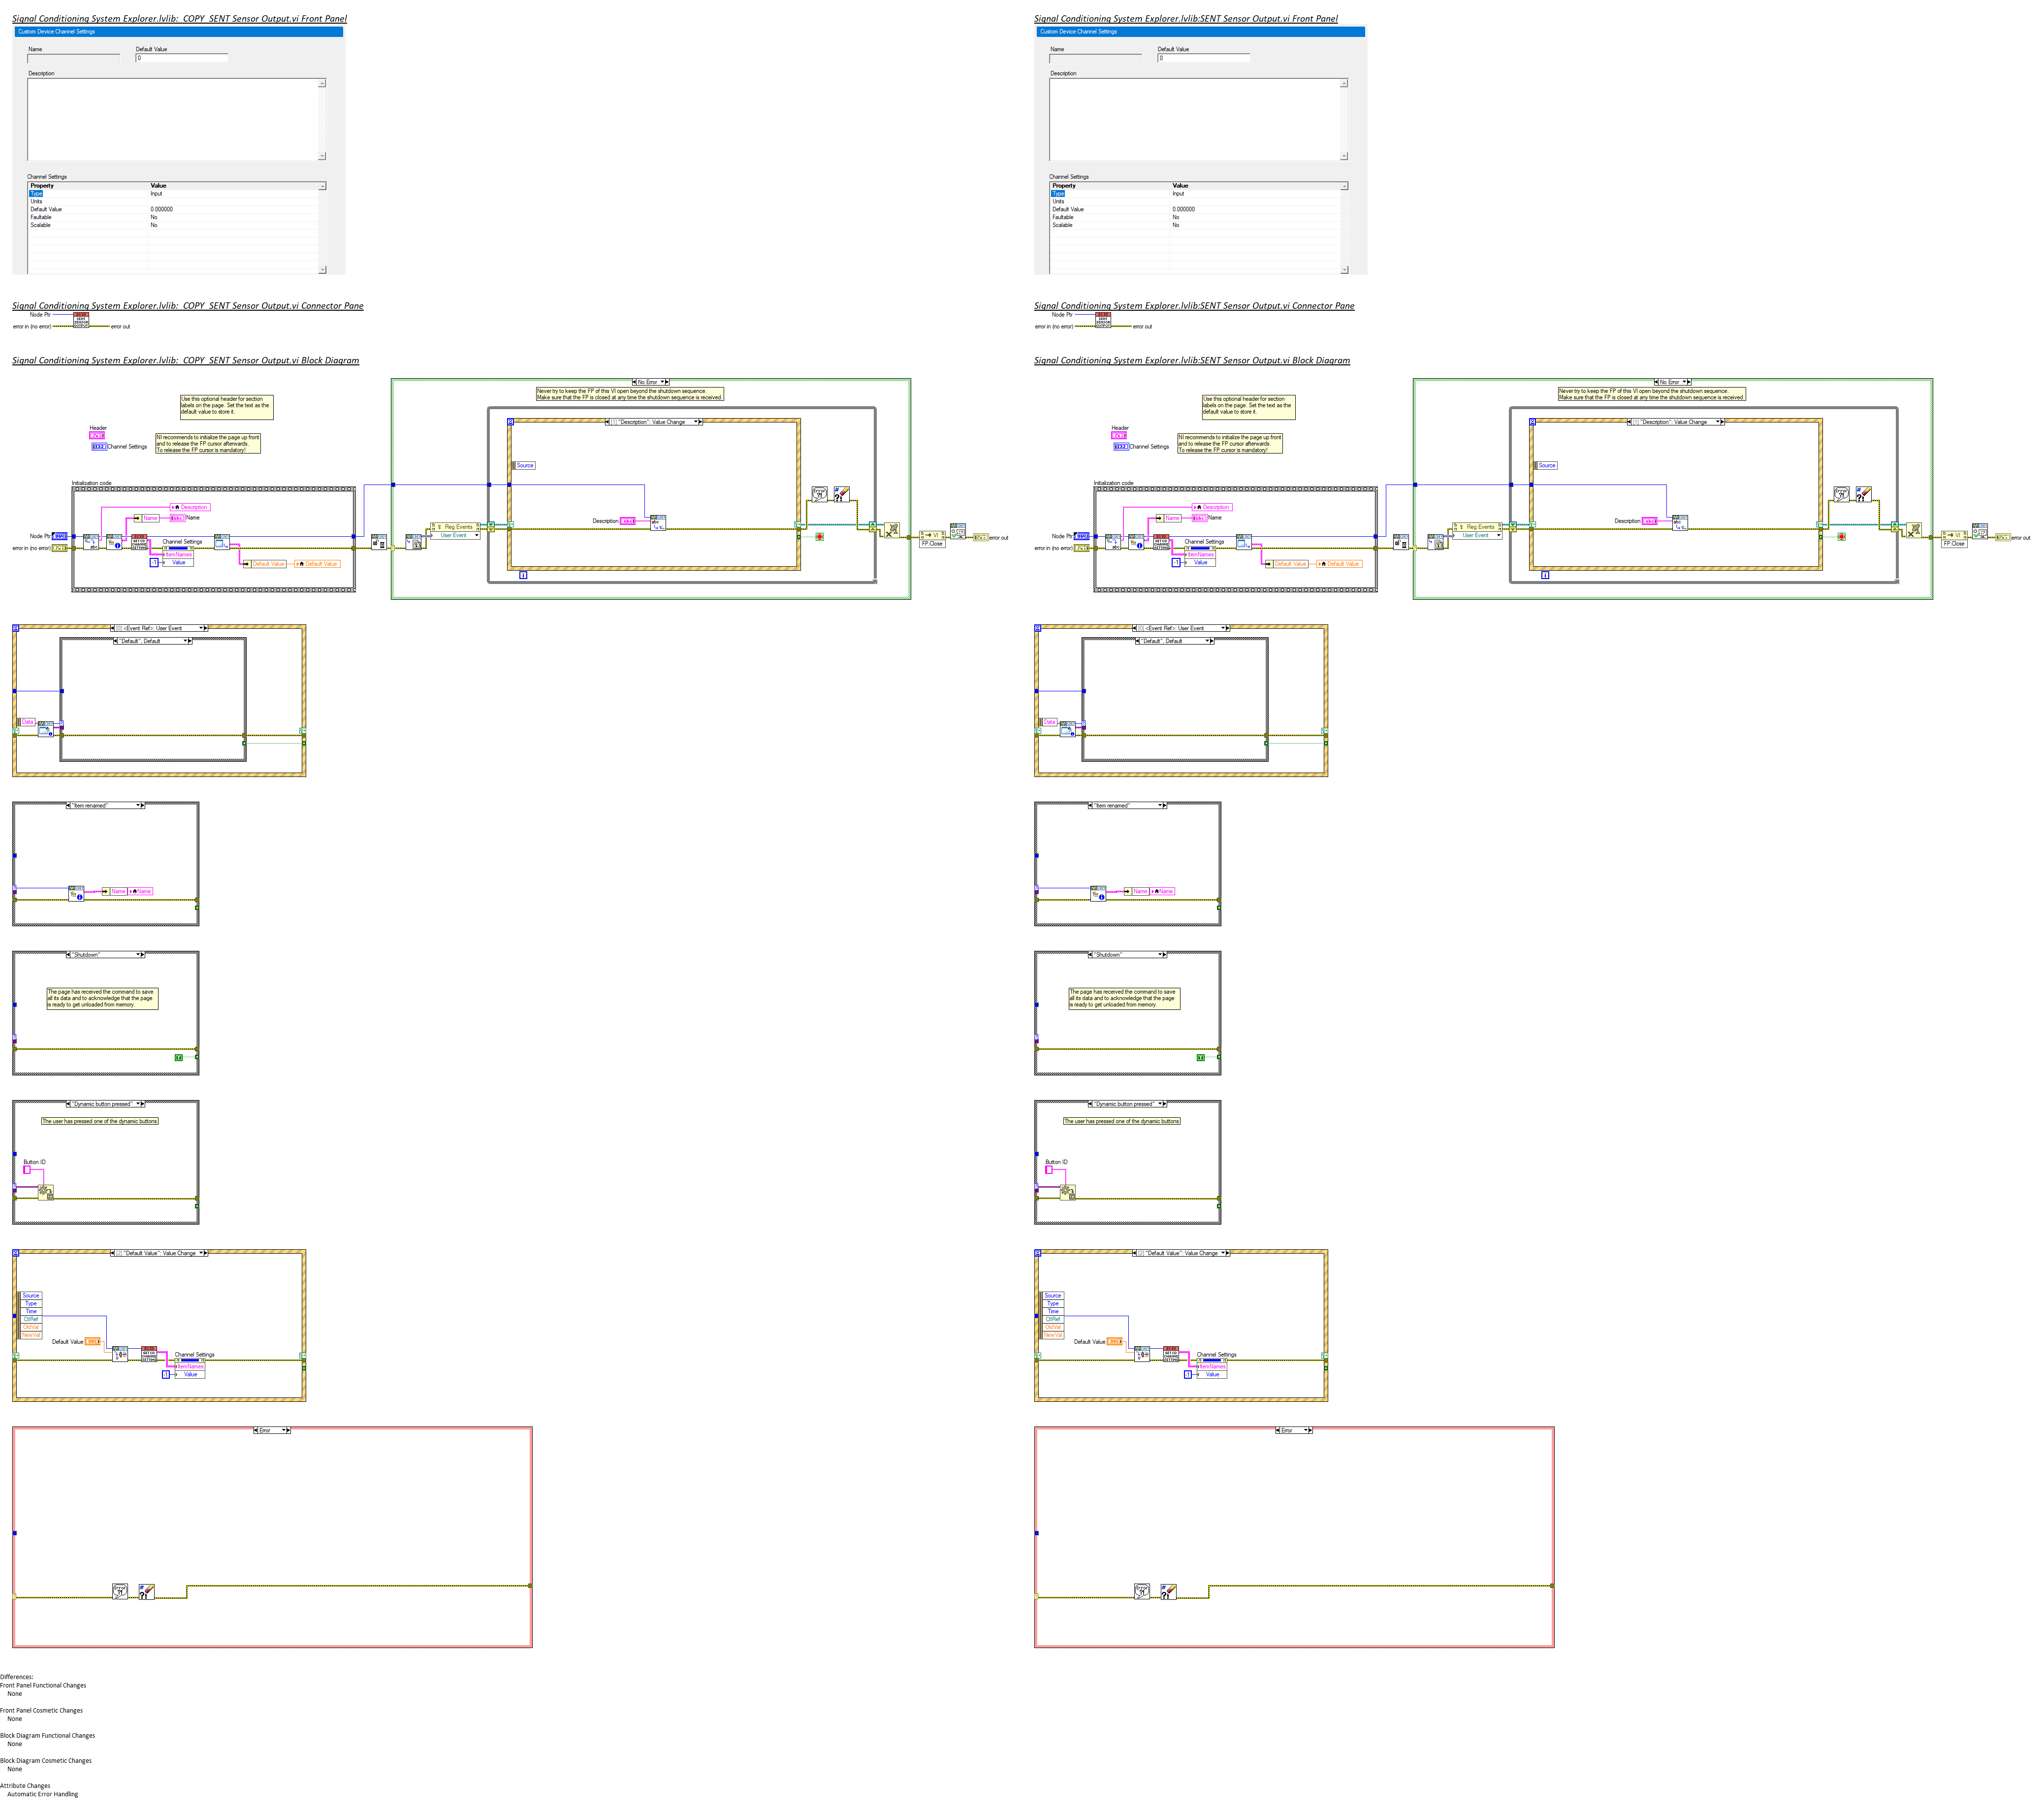 Signal Conditioning System Explorer.lvlib:_COPY_SENT Sensor Output.vi Front Panel
Custom Device Channel Settings
Name
Default Value
0
Description
Channel Settings
Property Value
Type Input
Units
Default Value 0.000000
Faultable No
Scalable No
Signal Conditioning System Explorer.lvlib:_COPY_SENT Sensor Output.vi Connector Pane
Node Ptr
error in (no error)
error out
Signal Conditioning System Explorer.lvlib:_COPY_SENT Sensor Output.vi Block Diagram
No Error
Never try to keep the FP of this VI open beyond the shutdown sequence.
Make sure that the FP is closed at any time the shutdown sequence is received.
Use this optional header for section
labels on the page. Set the text as the
default value to store it.
Header
Channel Settings
NI recommends to initialize the page up front
and to release the FP cursor afterwards.
To release the FP cursor is mandatory!
[1] "Description": Value Change
Source
Initialization code
Description
Name
Name
Node Ptr
error in (no error)
Channel Settings
ItemNames
-1
Value
Default Value
Default Value
Reg Events
User Event
Description
VI
FP.Close
error out
[0] <Event Ref>: User Event
"Default", Default
Data
"Item renamed"
Name
Name
"Shutdown"
The page has received the command to save
all its data and to acknowledge that the page
is ready to get unloaded from memory.
"Dynamic button pressed"
The user has pressed one of the dynamic buttons
Button ID
[2] "Default Value": Value Change
Source
Type
Time
CtlRef
OldVal
NewVal
Default Value
Channel Settings
ItemNames
-1
Value
Error
Signal Conditioning System Explorer.lvlib:SENT Sensor Output.vi Front Panel
Custom Device Channel Settings
Name
Default Value
0
Description
Channel Settings
Property Value
Type Input
Units
Default Value 0.000000
Faultable No
Scalable No
Signal Conditioning System Explorer.lvlib:SENT Sensor Output.vi Connector Pane
Node Ptr
error in (no error)
error out
Signal Conditioning System Explorer.lvlib:SENT Sensor Output.vi Block Diagram
No Error
Never try to keep the FP of this VI open beyond the shutdown sequence.
Make sure that the FP is closed at any time the shutdown sequence is received.
Use this optional header for section
labels on the page. Set the text as the
default value to store it.
Header
Channel Settings
NI recommends to initialize the page up front
and to release the FP cursor afterwards.
To release the FP cursor is mandatory!
[1] "Description": Value Change
Source
Initialization code
Description
Name
Name
Node Ptr
error in (no error)
Channel Settings
ItemNames
-1
Value
Default Value
Default Value
Reg Events
User Event
Description
VI
FP.Close
error out
[0] <Event Ref>: User Event
"Default", Default
Data
"Item renamed"
Name
Name
"Shutdown"
The page has received the command to save
all its data and to acknowledge that the page
is ready to get unloaded from memory.
"Dynamic button pressed"
The user has pressed one of the dynamic buttons
Button ID
[2] "Default Value": Value Change
Source
Type
Time
CtlRef
OldVal
NewVal
Default Value
Channel Settings
ItemNames
-1
Value
Error
Differences:
Front Panel Functional Changes
None
Front Panel Cosmetic Changes
None
Block Diagram Functional Changes
None
Block Diagram Cosmetic Changes
None
Attribute Changes
Automatic Error Handling